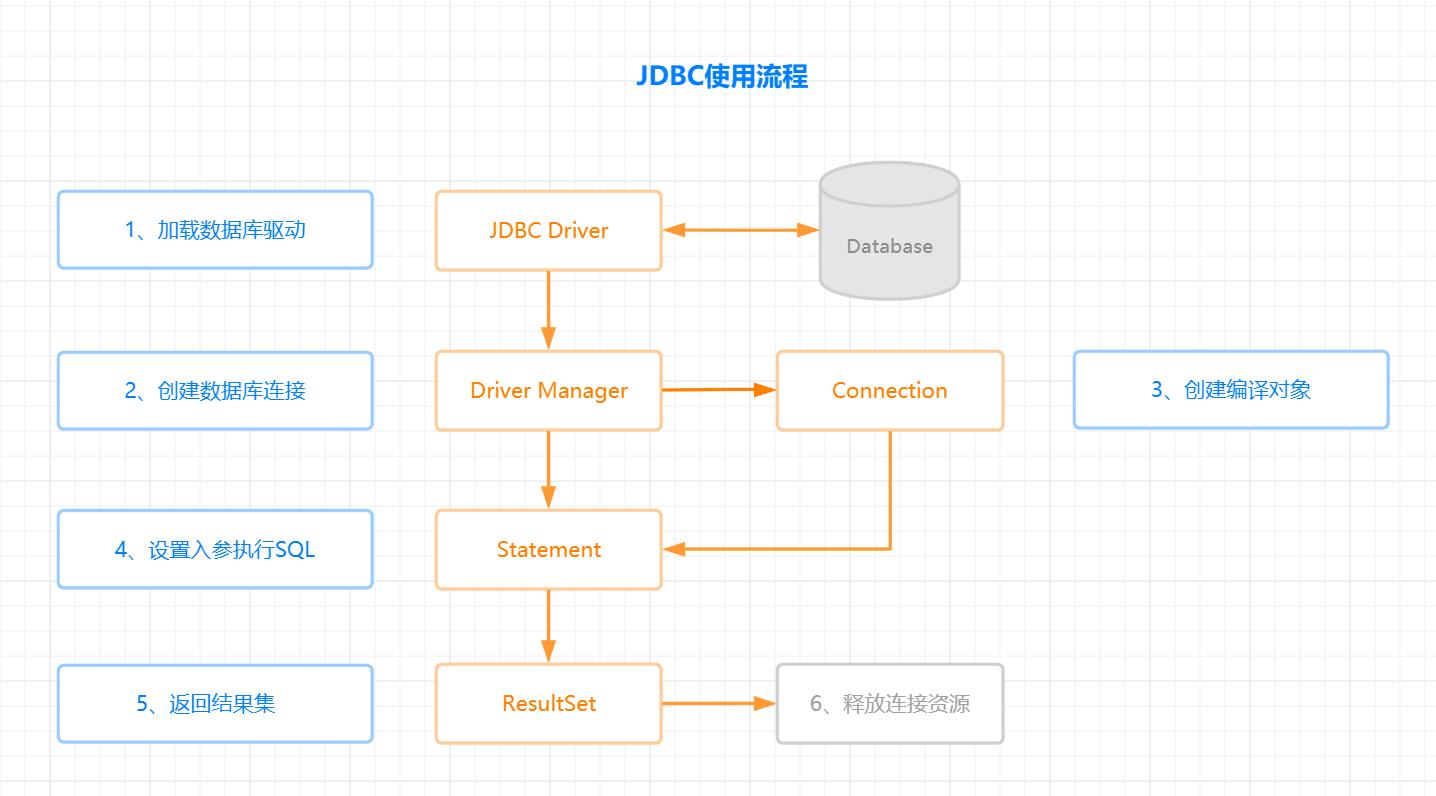 JDBC使用流程
1、加载数据库驱动
JDBC Driver
Database
2、创建数据库连接
Driver Manager
Connection
3、创建编译对象
4、设置入参执行SQL
Statement
5、返回结果集
ResultSet
6、释放连接资源